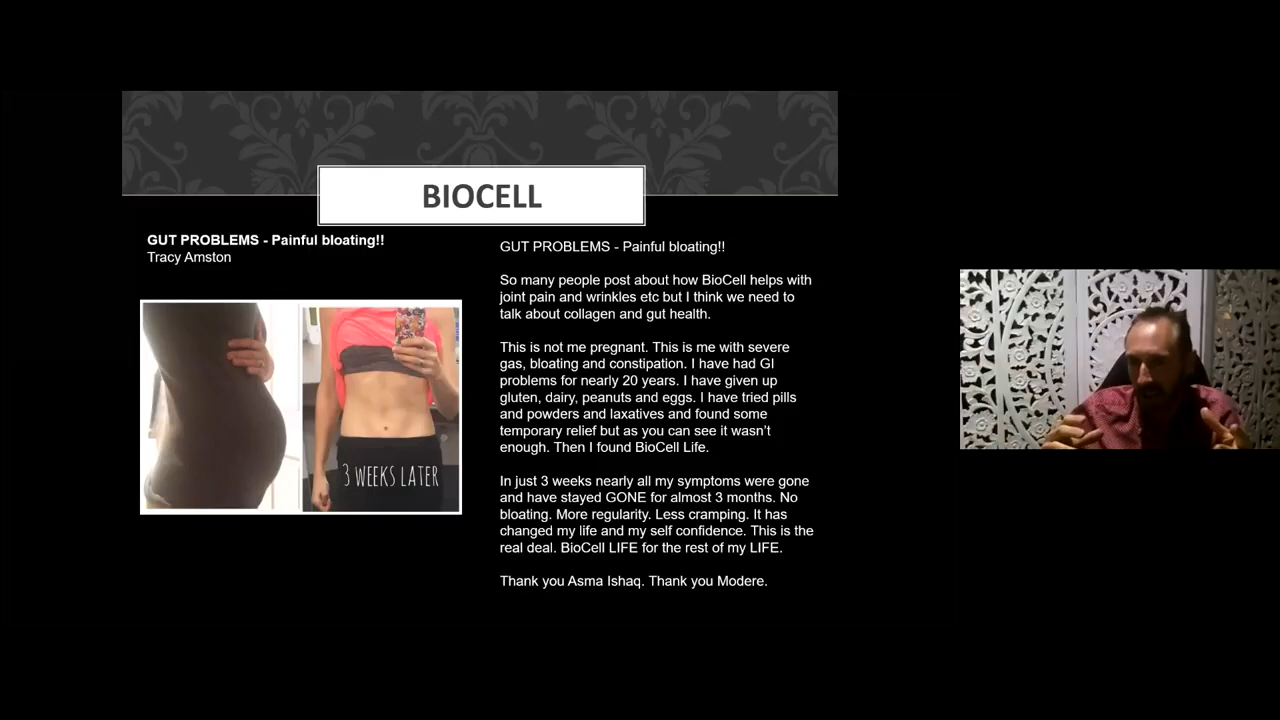 BIOCELL
GUT PROBLEMS - Painful bloating!!
Tracy Amston
3 WEEKS LATER
GUT PROBLEMS - Painful bloating!!
So many people post about how BioCell helps with
joint pain and wrinkles etc but I think we need to
talk about collagen and gut health.
This is not me pregnant. This is me with severe
gas, bloating and constipation. I have had GI
problems for nearly 20 years. I have given up
gluten, dairy, peanuts and eggs. I have tried pills
and powders and laxatives and found some
temporary relief but as you can see it wasn't
enough. Then I found BioCell Life.
In just 3 weeks nearly all my symptoms were gone
and have stayed GONE for almost 3 months. No
bloating. More regularity. Less cramping. It has
changed my life and my self confidence. This is the
real deal. BioCell LIFE for the rest of my LIFE.
Thank you Asma Ishaq. Thank you Modere.